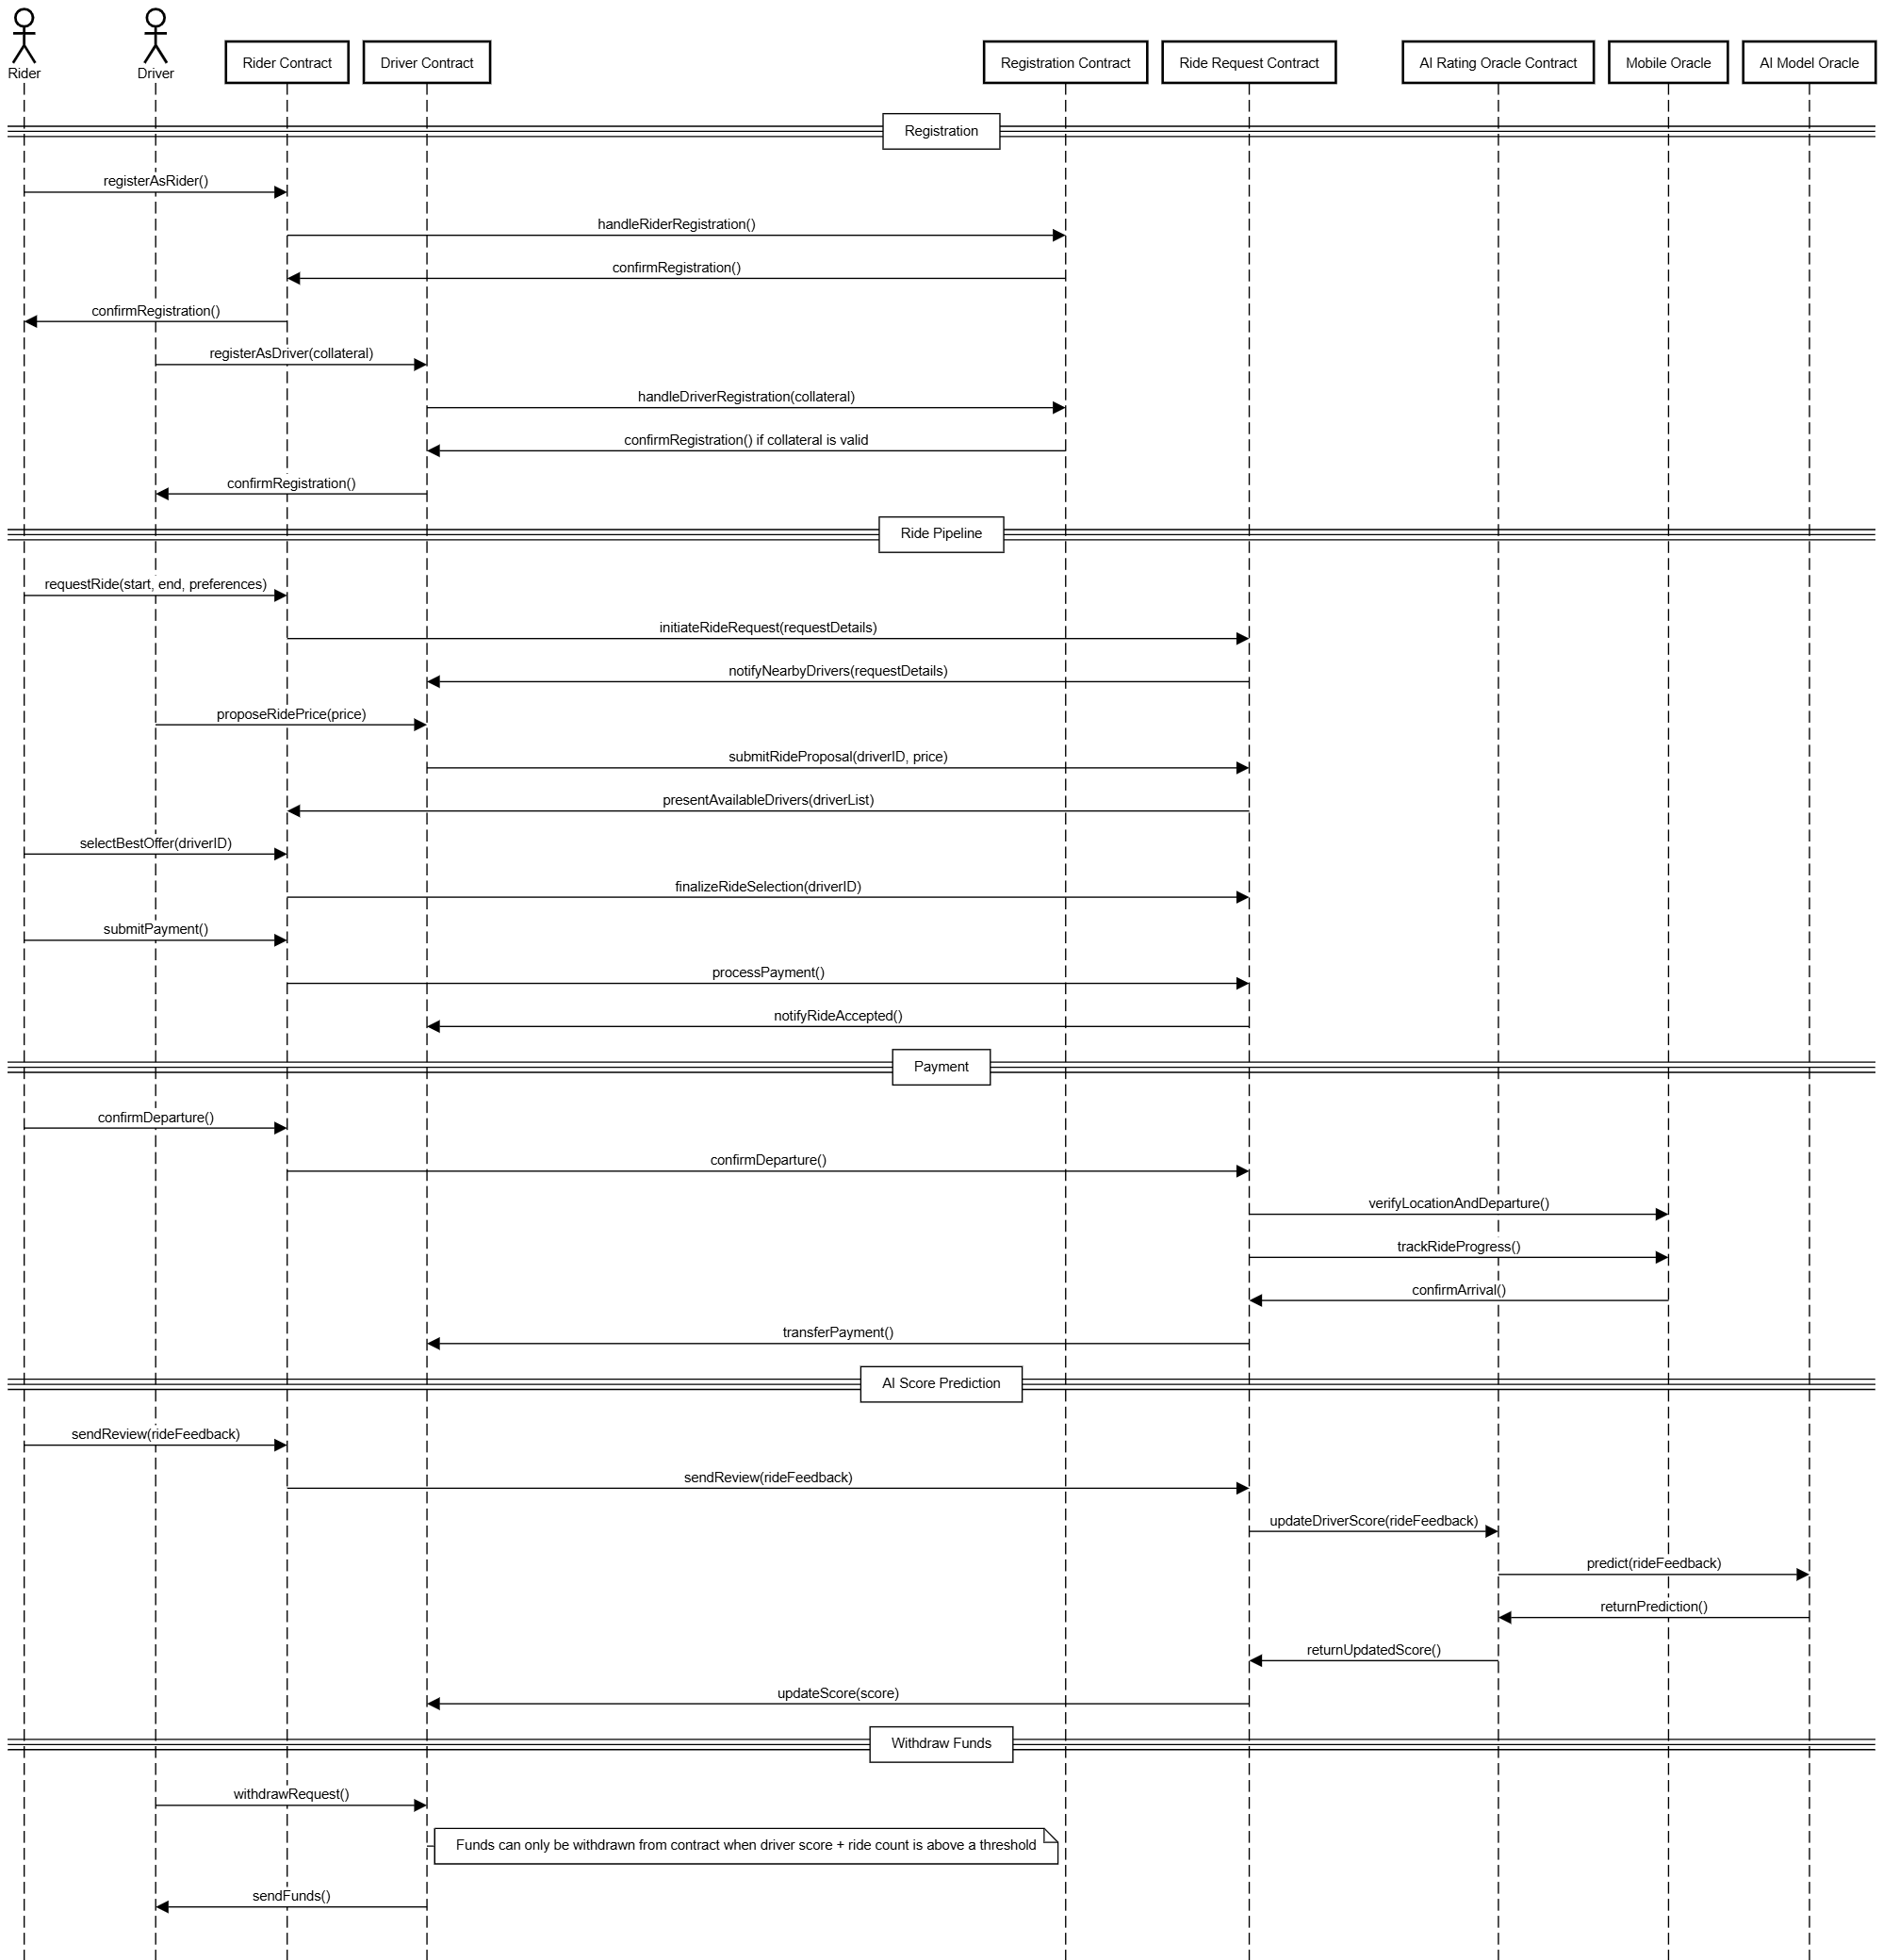 Rider
Driver
Rider Contract
Driver Contract
Registration Contract
Ride Request Contract
AI Rating Oracle Contract
Mobile Oracle
AI Model Oracle
Registration
registerAsRider()
handleRiderRegistration()
confirmRegistration()
confirmRegistration()
registerAsDriver(collateral)
handleDriverRegistration(collateral)
confirmRegistration() if collateral is valid
confirmRegistration()
Ride Pipeline
requestRide(start, end, preferences)
initiateRideRequest(requestDetails)
notifyNearbyDrivers(requestDetails)
proposeRidePrice(price)
submitRideProposal(driverID, price)
presentAvailableDrivers(driverList)
selectBestOffer(driverID)
finalizeRideSelection(driverID)
submitPayment()
processPayment()
notifyRideAccepted()
Payment
confirmDeparture()
confirmDeparture()
verifyLocationAndDeparture()
trackRideProgress()
confirmArrival()
transferPayment()
AI Score Prediction
sendReview(rideFeedback)
sendReview(rideFeedback)
updateDriverScore(rideFeedback)
predict(rideFeedback)
returnPrediction()
returnUpdatedScore()
updateScore(score)
Withdraw Funds
withdrawRequest()
Funds can only be withdrawn from contract when driver score + ride count is above a threshold
sendFunds()